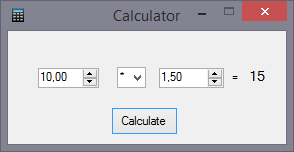 Calculator
10,00 * 1,50 = 15
Calculate